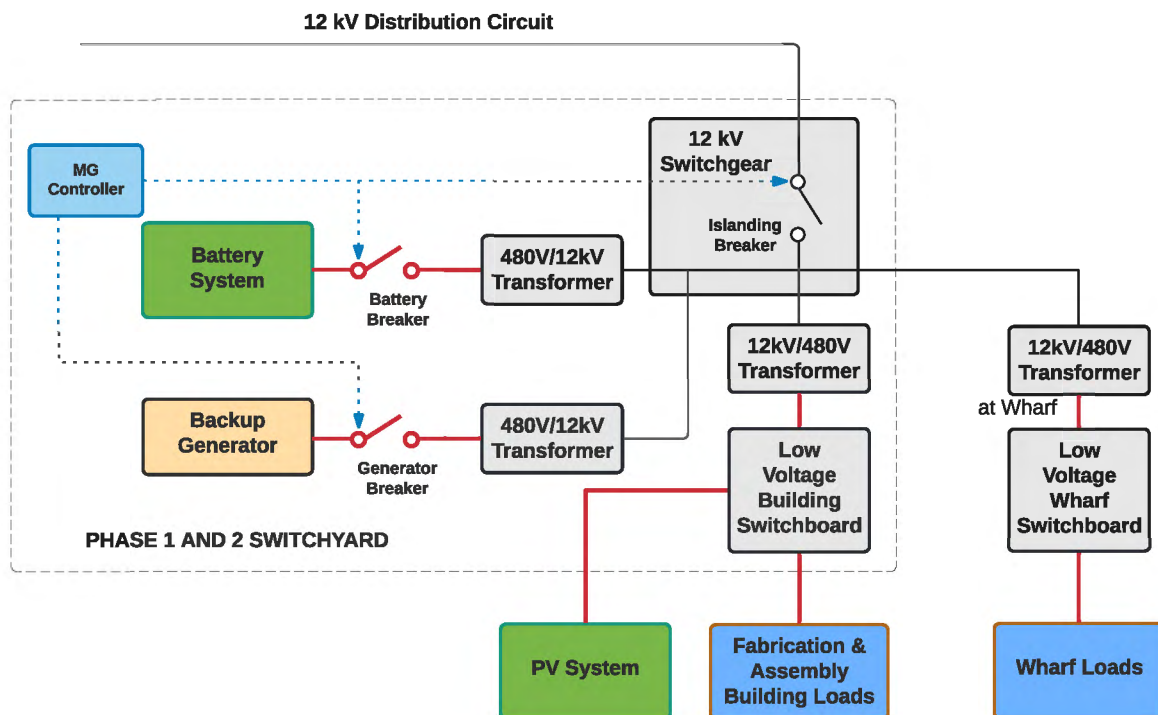 12 kV Distribution Circuit
12 kV
Switchgear
MG
Controller
Islanding
Breaker
Battery
System
480V/12kV
Transformer
Battery
Breaker
12kV/480V
Transformer
12kV/480V
Transformer
at Wharf
Backup
Generator
480V/12kV
Transformer
Generator
Breaker
Low
Voltage
Building
Switchboard
Low
Voltage
Wharf
Switchboard
PHASE 1 AND 2 SWITCHYARD
PV System
Fabrication &
Assembly
Building Loads
Wharf Loads